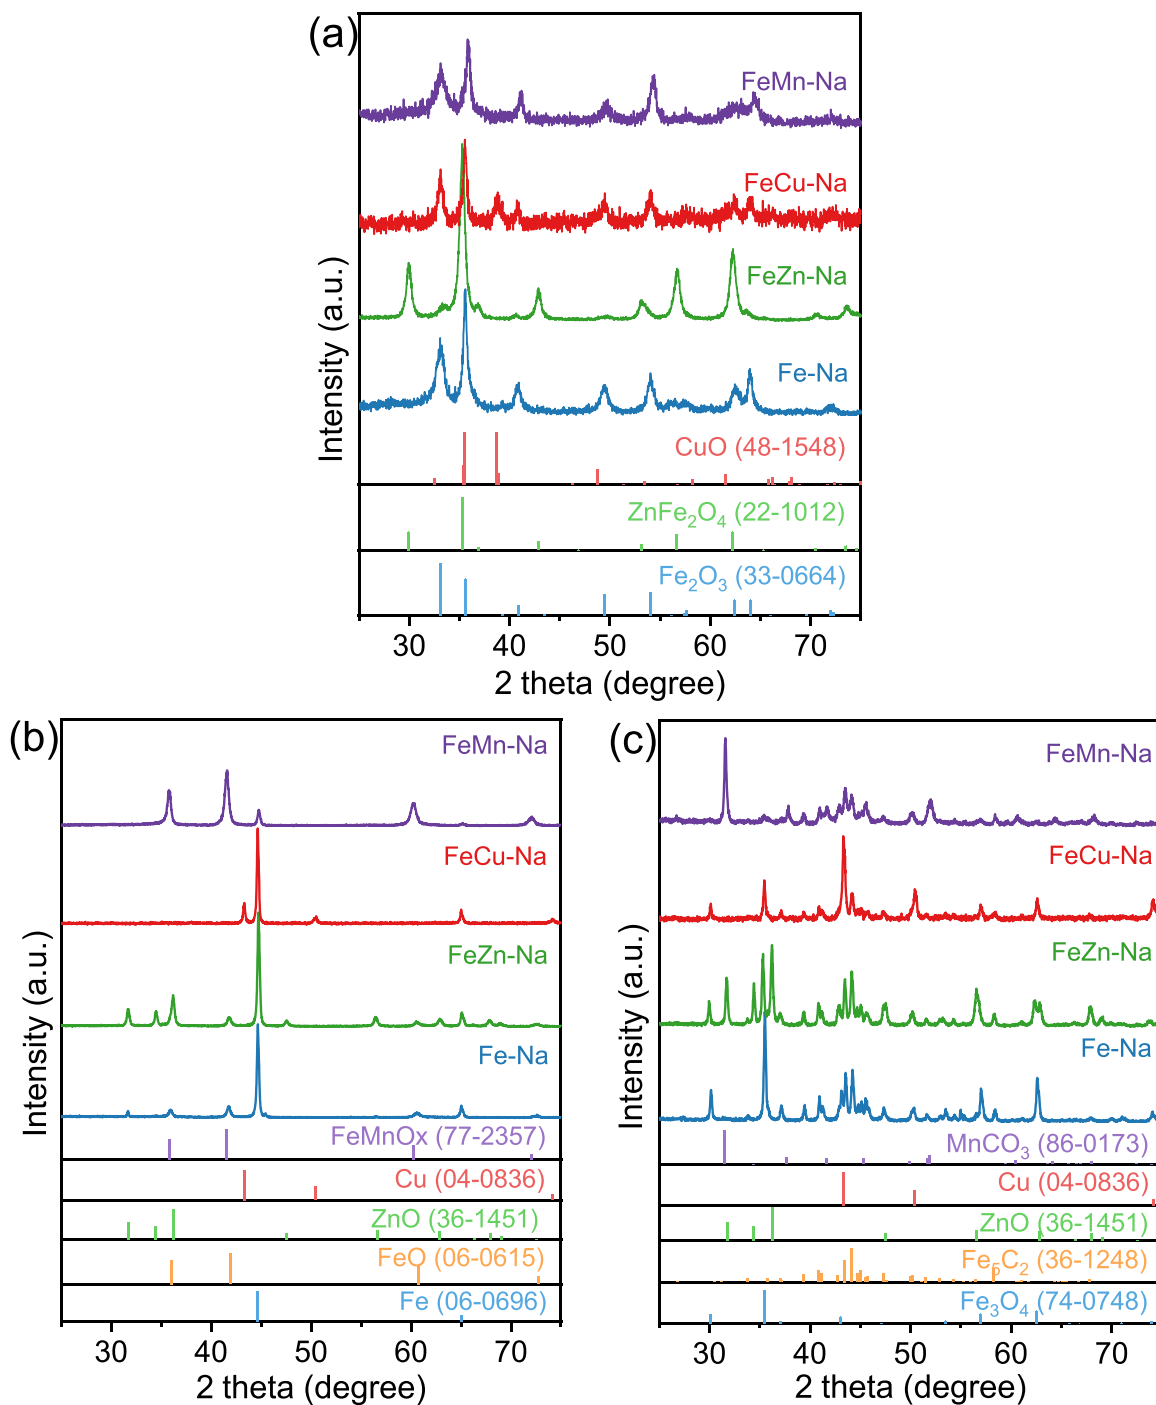 (a)
FeMn-Na
FeCu-Na
FeZn-Na
Fe-Na
CuO (48-1548)
ZnFe₂O₄ (22-1012)
Fe₂O₃ (33-0664)
Intensity (a.u.)
30 40 50 60 70
2 theta (degree)
(b)
FeMn-Na
FeCu-Na
FeZn-Na
Fe-Na
FeMnOx (77-2357)
Cu (04-0836)
ZnO (36-1451)
FeO (06-0615)
Fe (06-0696)
Intensity (a.u.)
30 40 50 60 70
2 theta (degree)
(c)
FeMn-Na
FeCu-Na
FeZn-Na
Fe-Na
MnCO₃ (86-0173)
Cu (04-0836)
ZnO (36-1451)
Fe₅C₂ (36-1248)
Fe₃O₄ (74-0748)
Intensity (a.u.)
30 40 50 60 70
2 theta (degree)